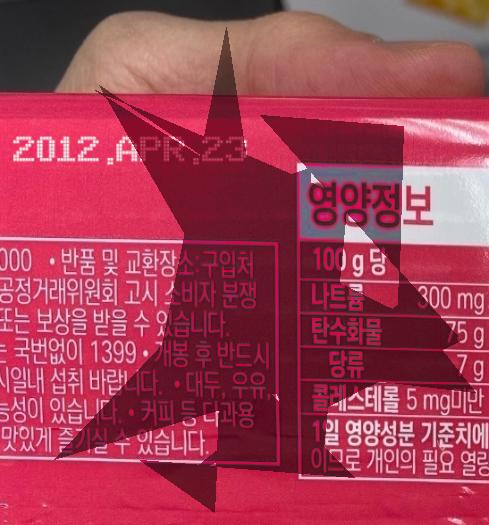 2012.APR.23
000 • 반품 및 교환장소:구입처
공정거래위원회 고시 소비자 분쟁
또는 보상을 받을 수 있습니다.
는 국번없이 1399 • 개봉 후 반드시
시일내 섭취 바랍니다. • 대두, 우유,
능성이 있습니다. • 커피 등 다과용
맛있게 즐기실 수 있습니다.
영양정보
100 g 당
나트륨 300 mg
탄수화물 75 g
당류 7 g
콜레스테롤 5 mg미만
1일 영양성분 기준치에
이므로 개인의 필요 열량